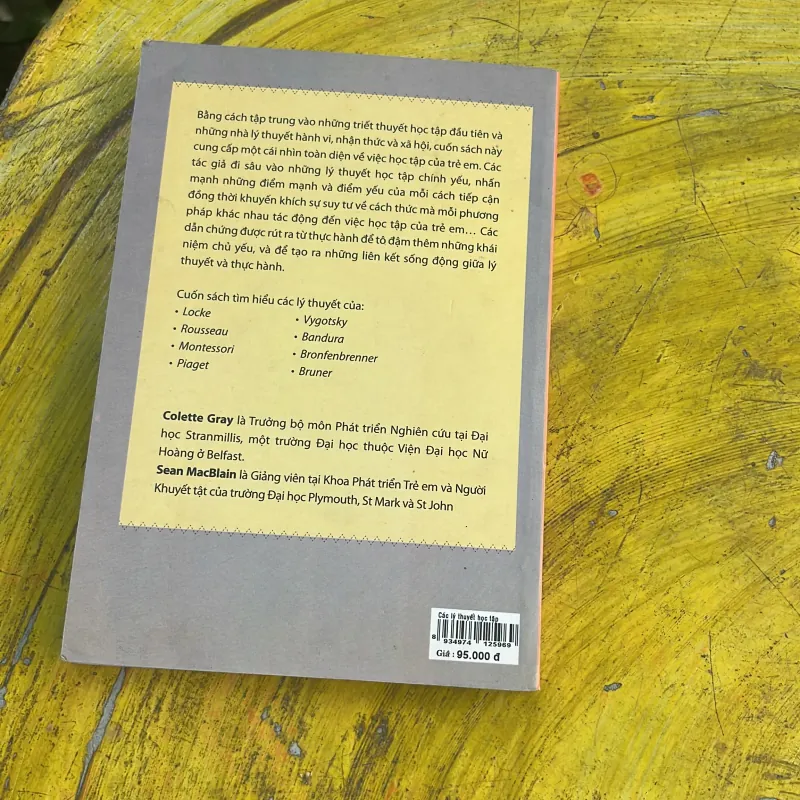 Bằng cách tập trung vào những triết thuyết học tập đầu tiên và
những nhà lý thuyết hành vi, nhận thức và xã hội, cuốn sách này
cung cấp một cái nhìn toàn diện về việc học tập của trẻ em. Các
tác giả đi sâu vào những lý thuyết học tập chính yếu, nhấn
mạnh những điểm mạnh và điểm yếu của mỗi cách tiếp cận
đồng thời khuyến khích sự suy tư về cách thức mà mỗi phương
pháp khác nhau tác động đến việc học tập của trẻ em... Các
dẫn chứng được rút ra từ thực hành để tô đậm thêm những khái
niệm chủ yếu, và để tạo ra những liên kết sống động giữa lý
thuyết và thực hành.
Cuốn sách tìm hiểu các lý thuyết của:
• Locke
• Rousseau
• Montessori
• Piaget
• Vygotsky
• Bandura
• Bronfenbrenner
• Bruner
Colette Gray là Trưởng bộ môn Phát triển Nghiên cứu tại Đại
học Stranmillis, một trường Đại học thuộc Viện Đại học Nữ
Hoàng ở Belfast.
Sean MacBlain là Giảng viên tại Khoa Phát triển Trẻ em và Người
Khuyết tật của trường Đại học Plymouth, St Mark và St John
Các lý thuyết học tập
8 934974 125969
Giá : 95.000 đ